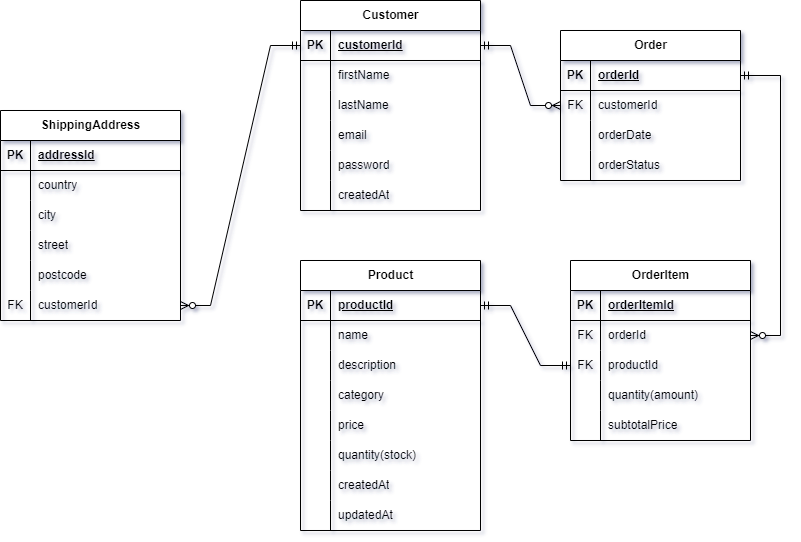 Customer
PK customerId
firstName
lastName
email
password
createdAt
Order
PK orderId
FK customerId
orderDate
orderStatus
ShippingAddress
PK addressId
country
city
street
postcode
FK customerId
Product
PK productId
name
description
category
price
quantity(stock)
createdAt
updatedAt
OrderItem
PK orderItemId
FK orderId
FK productId
quantity(amount)
subtotalPrice